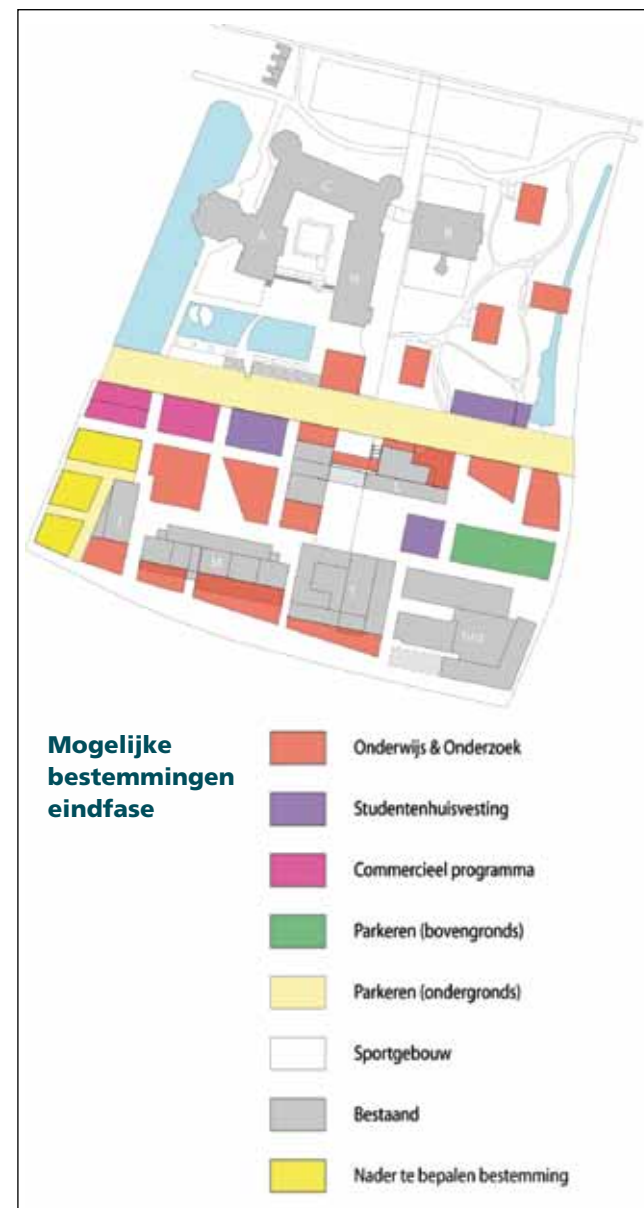 C
B
A
H
L
T
Mogelijke
bestemmingen
eindfase
Onderwijs & Onderzoek
Studentenhuisvesting
Commercieel programma
Parkeren (bovengronds)
Parkeren (ondergronds)
Sportgebouw
Bestaand
Nader te bepalen bestemming